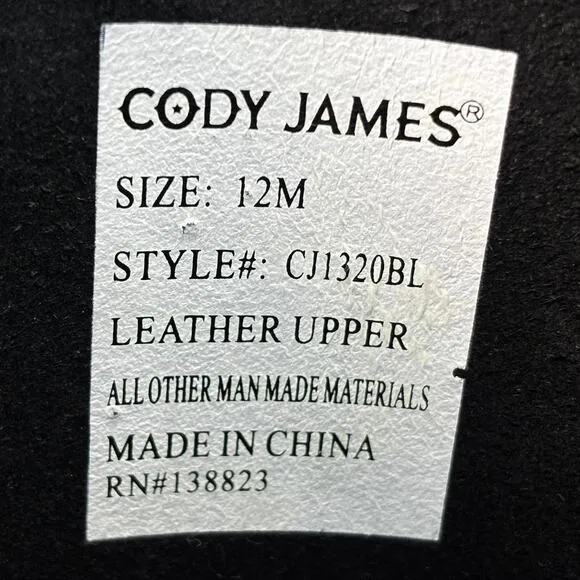 CODY JAMES®
SIZE: 12M
STYLE#: CJ1320BL
LEATHER UPPER
ALL OTHER MAN MADE MATERIALS
MADE IN CHINA
RN#138823